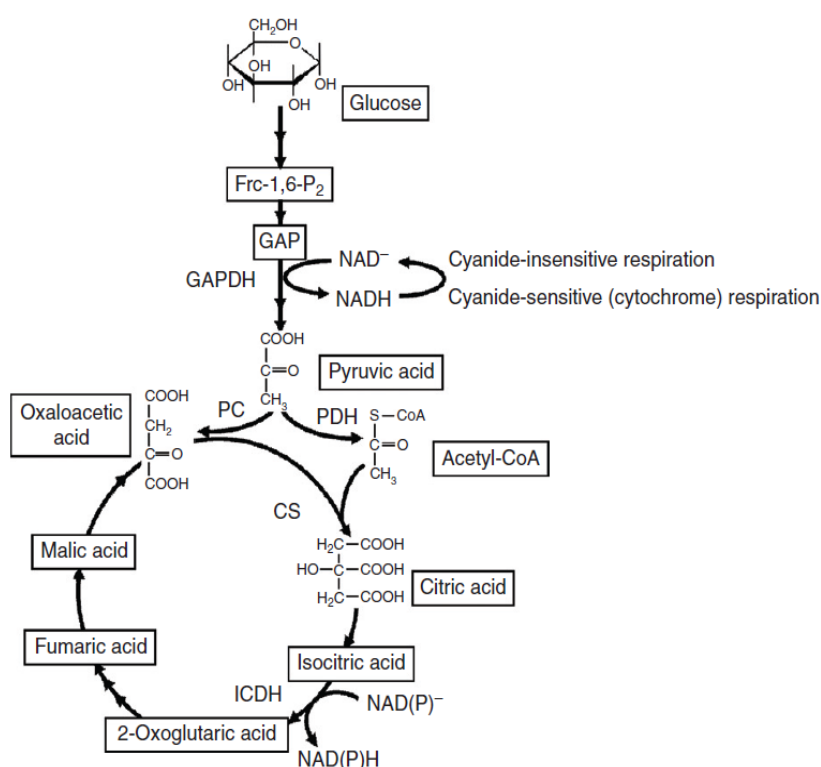 CH₂OH
O
OH
OH
OH
OH
Glucose
Frc-1,6-P₂
GAP
GAPDH
NAD⁻
NADH
Cyanide-insensitive respiration
Cyanide-sensitive (cytochrome) respiration
COOH
C=O
CH₃
Pyruvic acid
PC
PDH
Oxaloacetic
acid
COOH
CH₂
C=O
COOH
S–CoA
C=O
CH₃
Acetyl-CoA
CS
H₂C–COOH
HO–C–COOH
H₂C–COOH
Citric acid
Malic acid
Fumaric acid
Isocitric acid
ICDH
NAD(P)⁻
2-Oxoglutaric acid
NAD(P)H